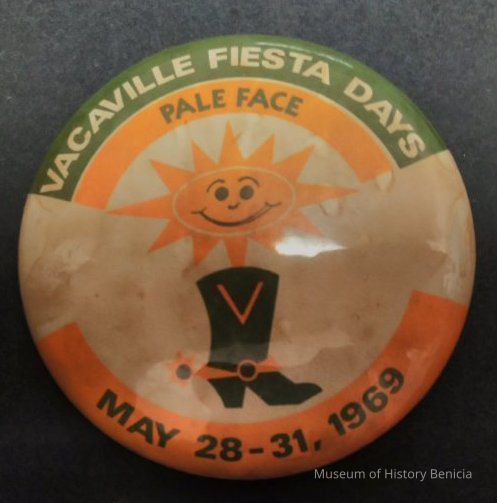 VACAVILLE FIESTA DAYS
PALE FACE
V
MAY 28-31, 1969
Museum of History Benicia